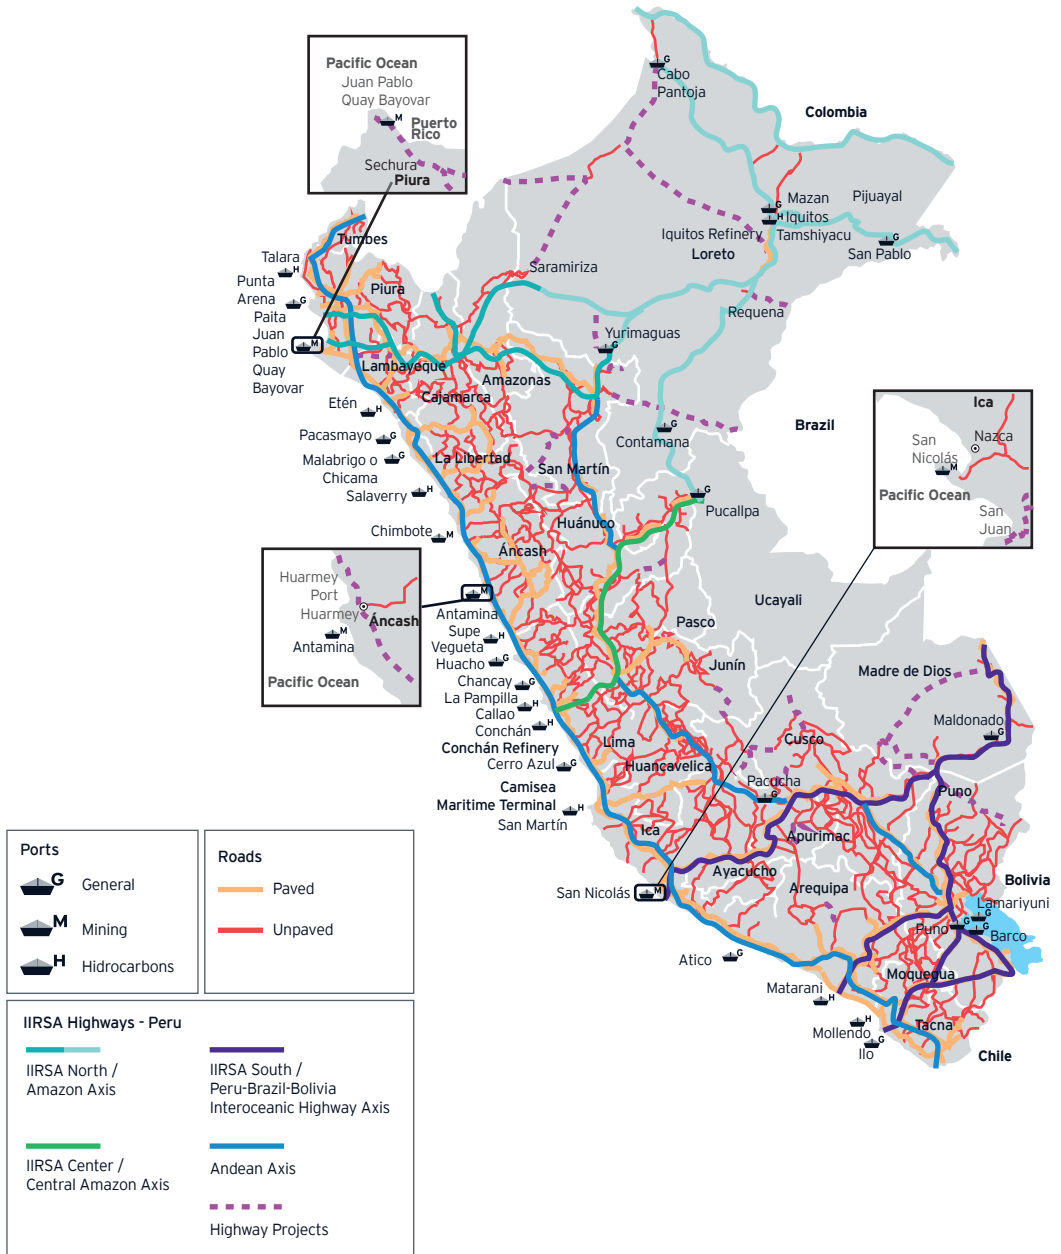 Pacific Ocean
Juan Pablo
Quay Bayovar
M
Puerto
Rico
Sechura
Piura
G
Cabo
Pantoja
Colombia
G
Mazan
Pijuayal
H
Iquitos
Iquitos Refinery
Tamshiyacu
G
Loreto
San Pablo
Tumbes
Talara
H
Punta
Arena
G
Paita
Juan
Pablo
M
Quay
Bayovar
Piura
Saramiriza
Requena
Yurimaguas
G
Lambayeque
Amazonas
Cajamarca
Etén
H
Pacasmayo
G
Malabrigo o
G
Chicama
Salaverry
H
La Libertad
San Martín
Contamana
G
Brazil
Ica
San
Nicolás
M
Nazca
Pacific Ocean
San
Juan
G
Pucallpa
Huánuco
Chimbote
M
Áncash
Huarmey
Port
Huarmey
Áncash
M
Antamina
Pacific Ocean
M
Antamina
Supe
H
Vegueta
Huacho
G
Chancay
G
La Pampilla
H
Callao
Conchán
H
Conchán Refinery
Cerro Azul
G
Camisea
Maritime Terminal
H
San Martín
Ucayali
Pasco
Junín
Madre de Dios
Maldonado
G
Lima
Cusco
Huancavelica
Pacucha
G
Puno
Ica
Apurimac
Ayacucho
Arequipa
San Nicolás
M
Bolivia
Lamariyuni
G
Puno
G
G
Barco
Atico
G
Moquegua
Matarani
H
Mollendo
H
Ilo
G
Tacna
Chile
Ports
G
General
M
Mining
H
Hidrocarbons
Roads
Paved
Unpaved
IIRSA Highways - Peru
IIRSA North /
Amazon Axis
IIRSA South /
Peru-Brazil-Bolivia
Interoceanic Highway Axis
IIRSA Center /
Central Amazon Axis
Andean Axis
Highway Projects